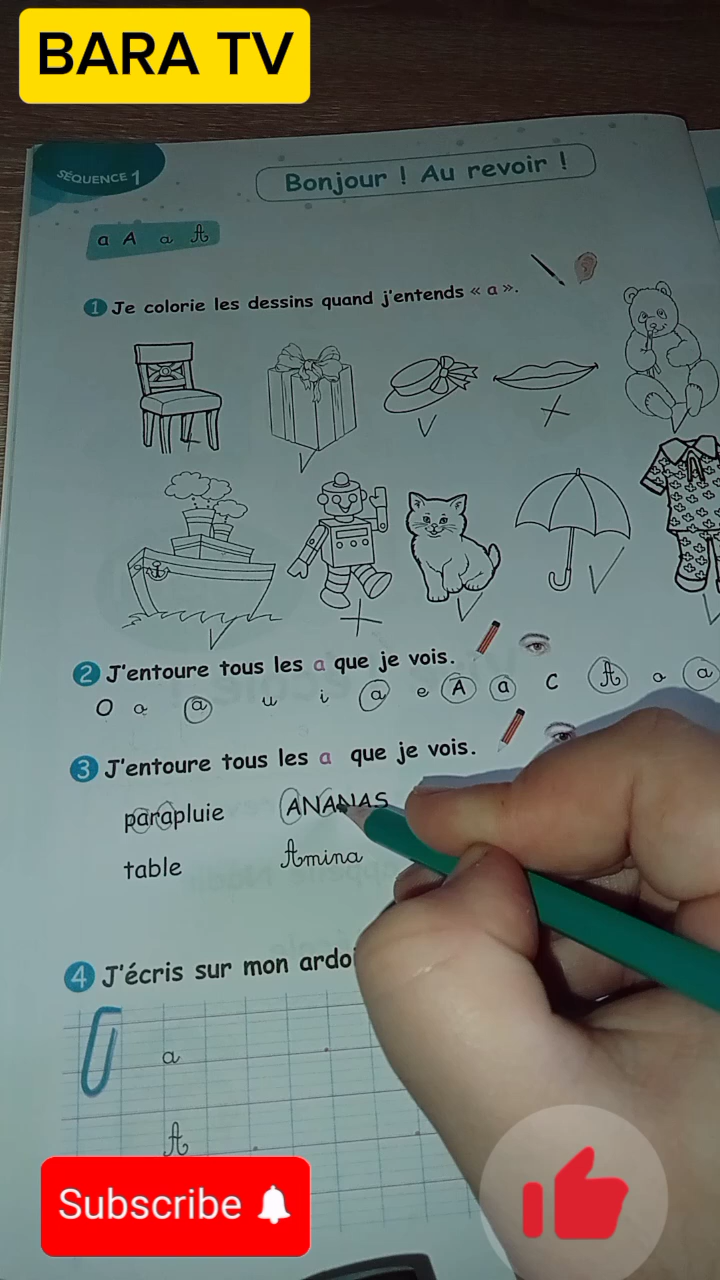 BARA TV
SÉQUENCE 1
Bonjour ! Au revoir !
a A a A
1 Je colorie les dessins quand j'entends « a ».
2 J'entoure tous les a que je vois.
O a a u i a e A a C A a a
3 J'entoure tous les a que je vois.
parapluie ANANAS
table Amina
4 J'écris sur mon
a
A
Subscribe